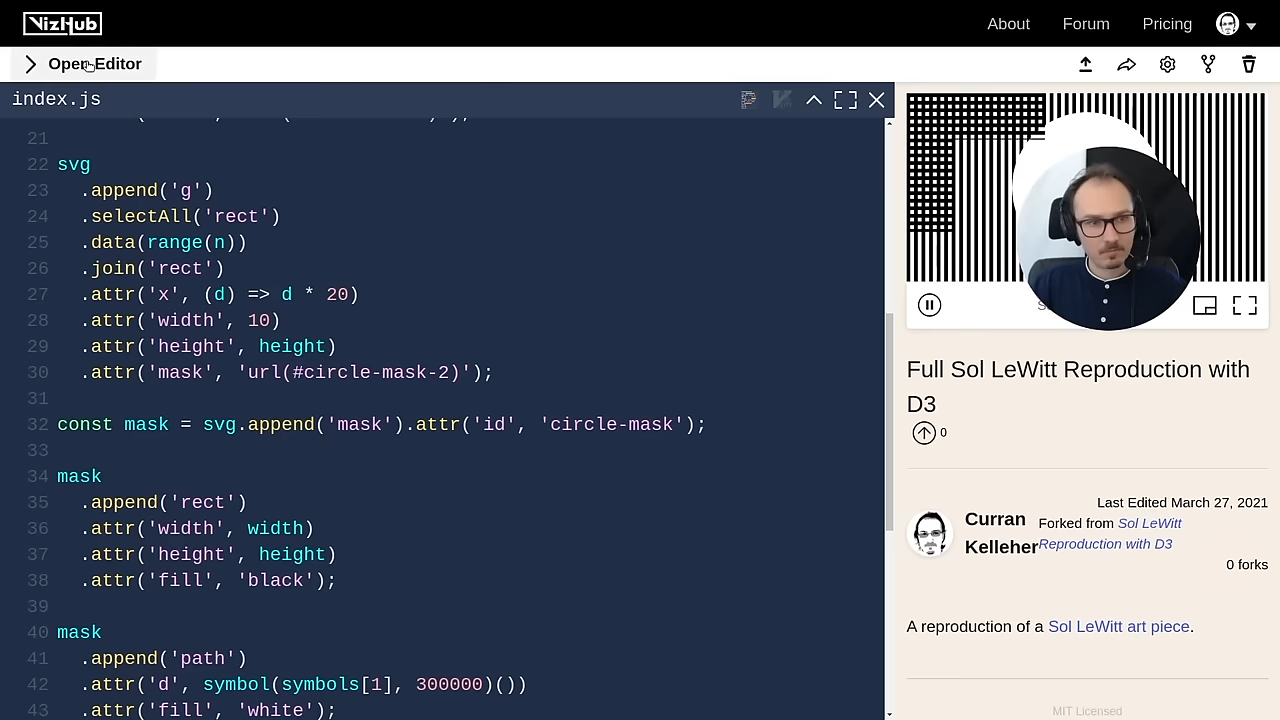 VizHub
About
Forum
Pricing
Open Editor
index.js
21
22 svg
23 .append('g')
24 .selectAll('rect')
25 .data(range(n))
26 .join('rect')
27 .attr('x', (d) => d * 20)
28 .attr('width', 10)
29 .attr('height', height)
30 .attr('mask', 'url(#circle-mask-2)');
31
32 const mask = svg.append('mask').attr('id', 'circle-mask');
33
34 mask
35 .append('rect')
36 .attr('width', width)
37 .attr('height', height)
38 .attr('fill', 'black');
39
40 mask
41 .append('path')
42 .attr('d', symbol(symbols[1], 300000)())
43 .attr('fill', 'white');
Full Sol LeWitt Reproduction with
D3
0
Last Edited March 27, 2021
Curran
Kelleher
Forked from Sol LeWitt
Reproduction with D3
0 forks
A reproduction of a Sol LeWitt art piece.
MIT Licensed